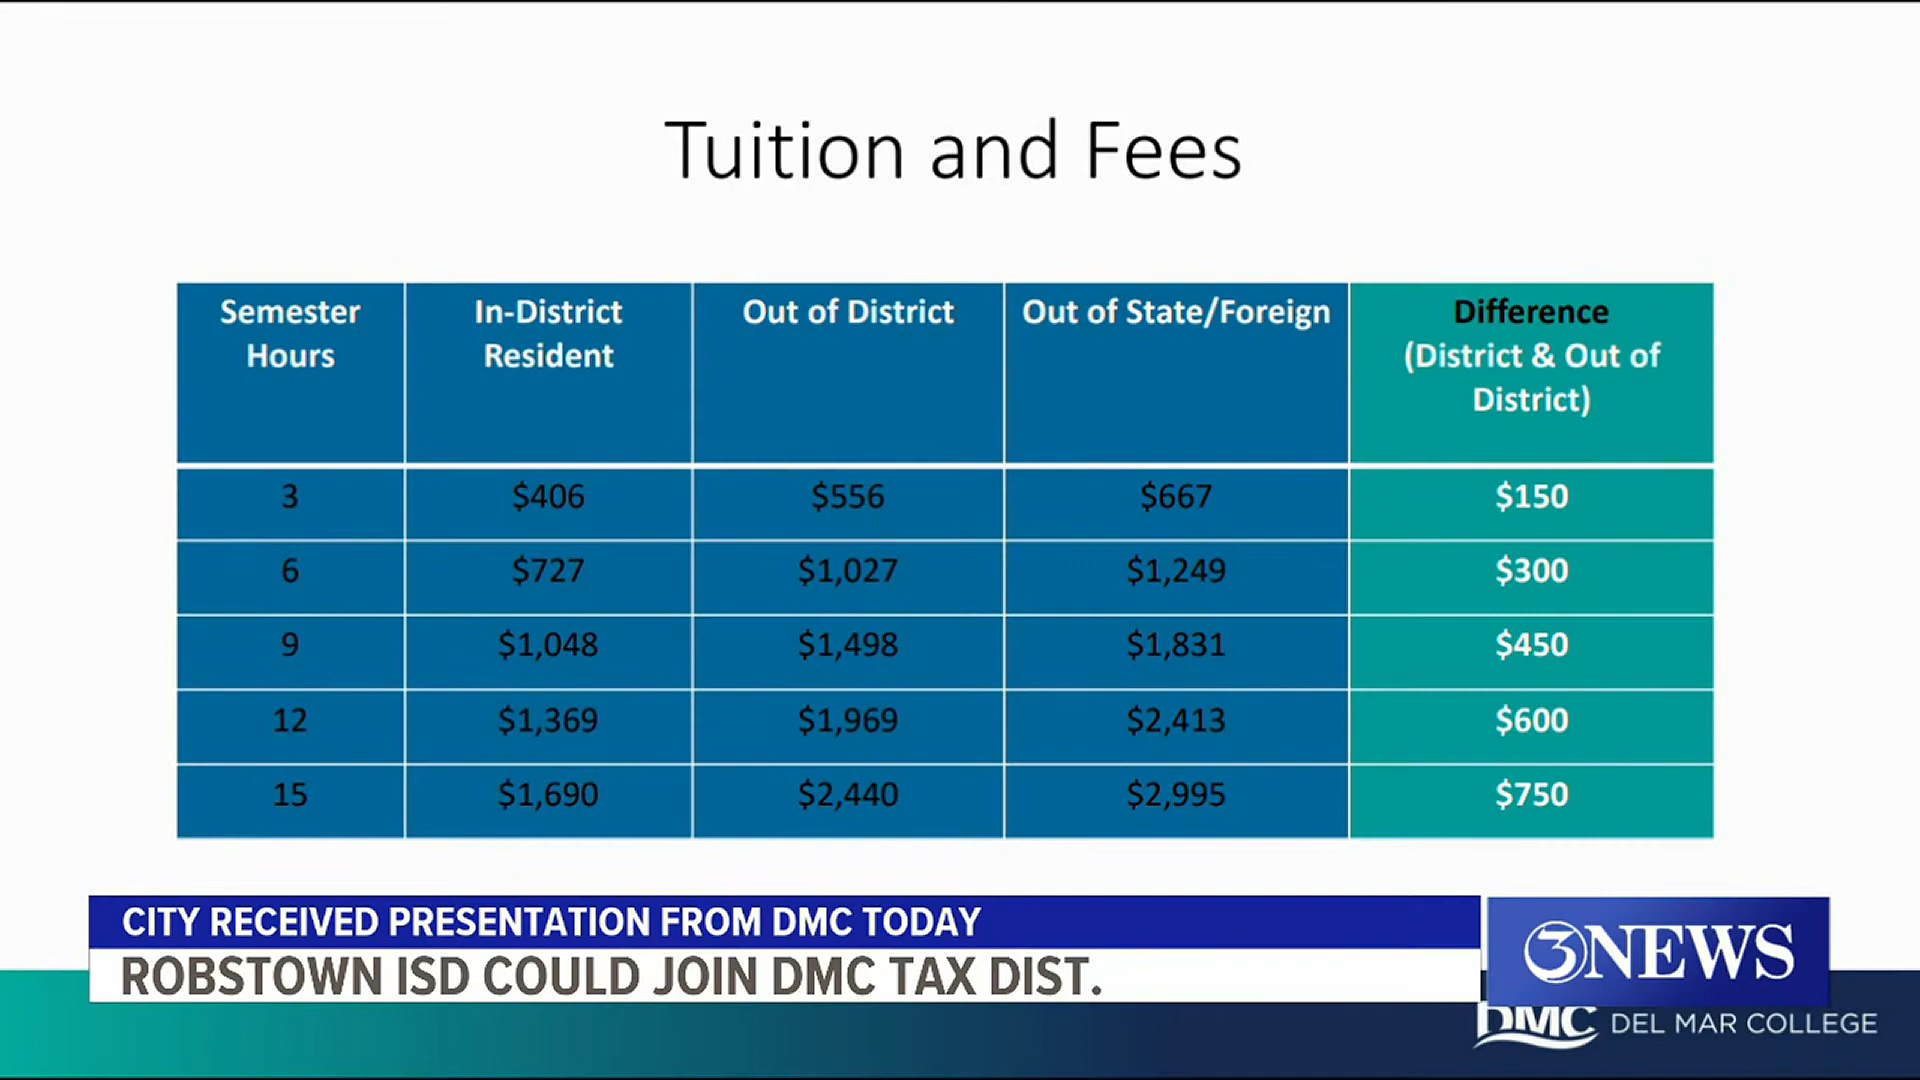 Tuition and Fees
Semester Hours In-District Resident Out of District Out of State/Foreign Difference (District & Out of District)
3 $406 $556 $667 $150
6 $727 $1,027 $1,249 $300
9 $1,048 $1,498 $1,831 $450
12 $1,369 $1,969 $2,413 $600
15 $1,690 $2,440 $2,995 $750
CITY RECEIVED PRESENTATION FROM DMC TODAY
ROBSTOWN ISD COULD JOIN DMC TAX DIST.
3NEWS
DMC DEL MAR COLLEGE